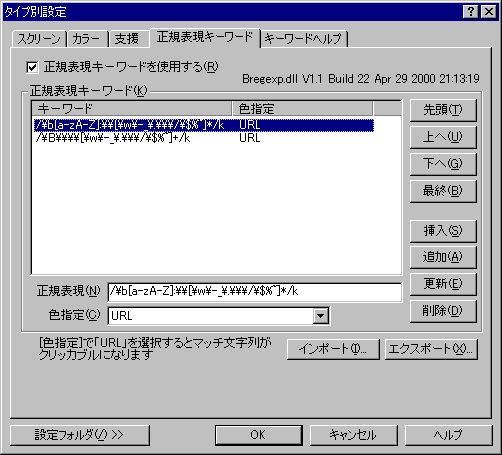 タイプ別設定
スクリーン カラー 支援 正規表現キーワード キーワードヘルプ
正規表現キーワードを使用する(R)
Bregexp.dll V1.1 Build 22 Apr 29 2000 21:13:19
正規表現キーワード(K)
キーワード 色指定
/¥b[a-zA-Z]:¥¥[¥w¥-_¥.¥¥¥/¥$%~]*/k URL
/¥B¥¥¥¥[¥w¥-_¥.¥¥¥/¥$%~]+/k URL
先頭(T)
上へ(U)
下へ(G)
最終(B)
挿入(S)
追加(A)
更新(E)
削除(D)
正規表現(N) /¥b[a-zA-Z]:¥¥[¥w¥-_¥.¥¥¥/¥$%~]*/k
色指定(C) URL
[色指定]で「URL」を選択するとマッチ文字列が
クリッカブルになります
インポート(I)... エクスポート(X)...
設定フォルダ(/) >> OK キャンセル ヘルプ